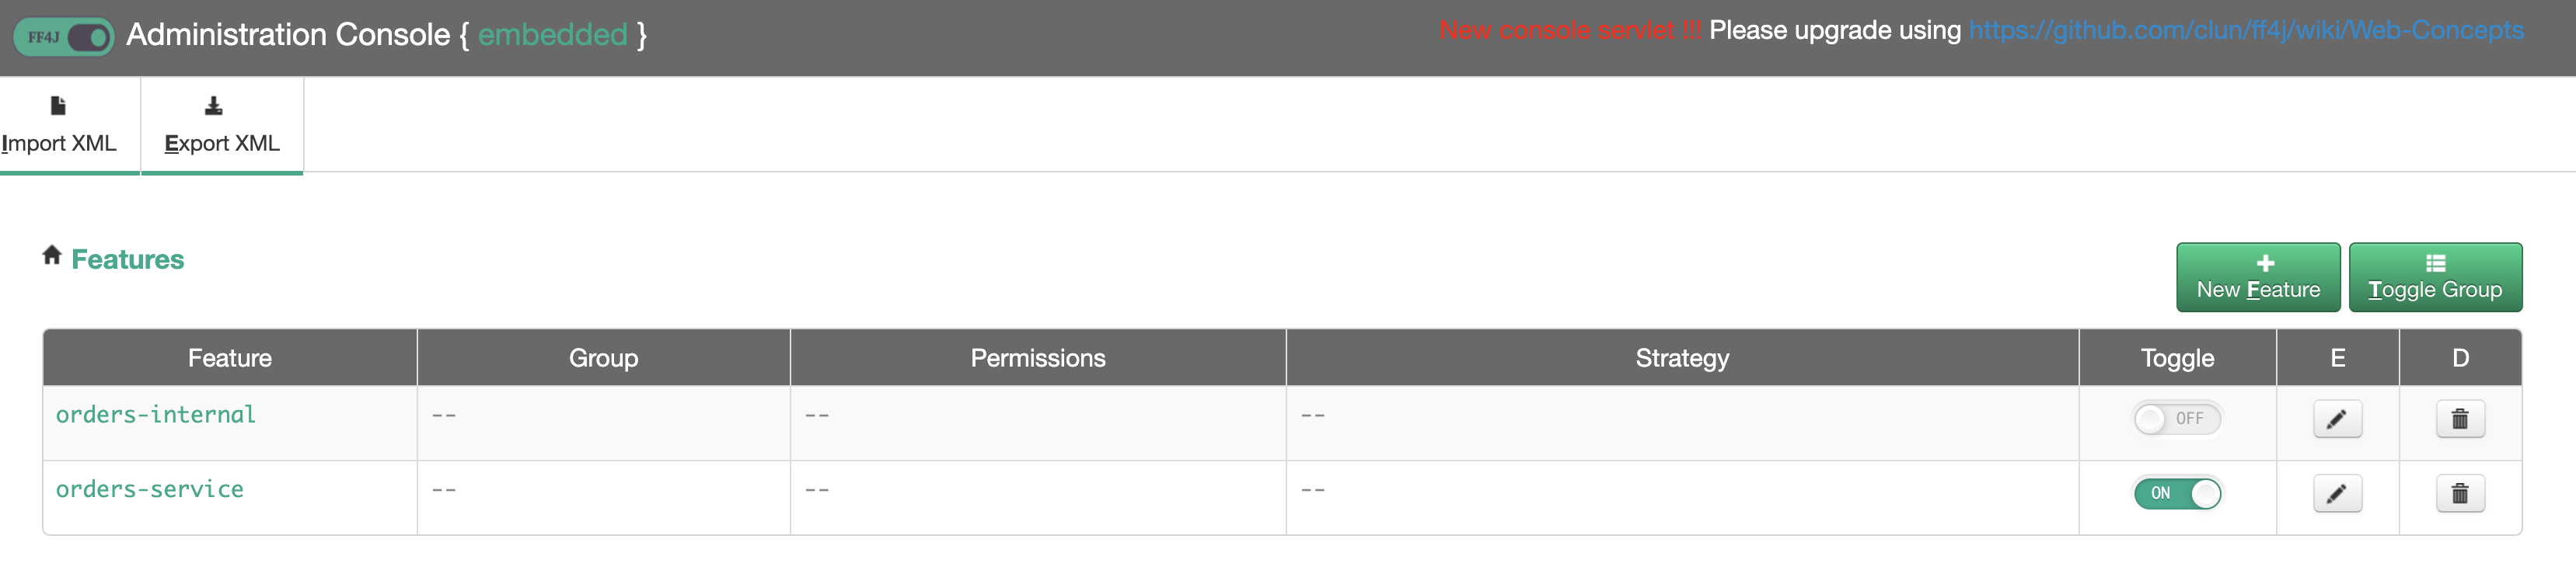 FF4J Administration Console { embedded }
New console servlet !!! Please upgrade using https://github.com/clun/ff4j/wiki/Web-Concepts
Import XML
Export XML
Features
New Feature
Toggle Group
Feature Group Permissions Strategy Toggle E D
orders-internal -- -- -- OFF
orders-service -- -- -- ON